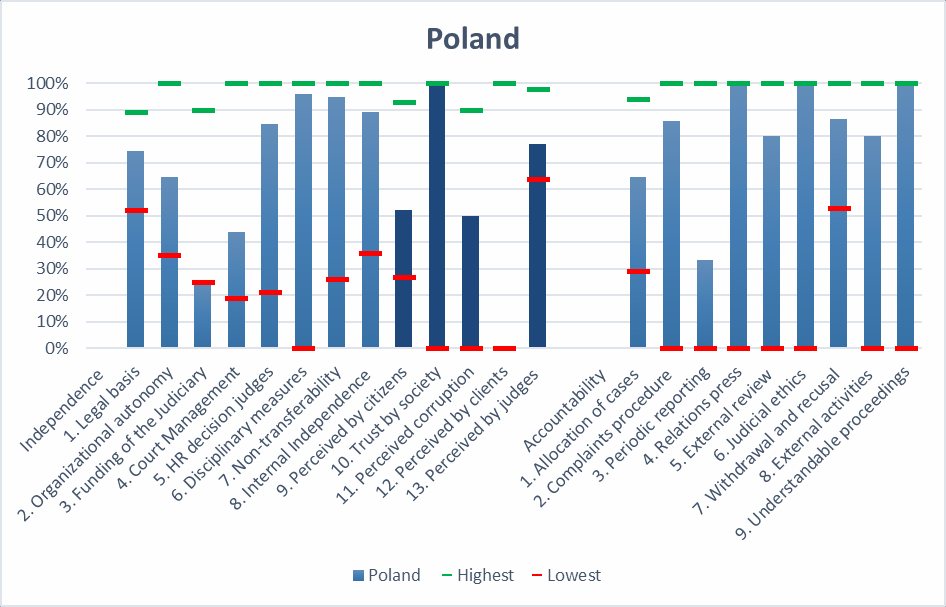 Poland
100%
90%
80%
70%
60%
50%
40%
30%
20%
10%
0%
Independence
1. Legal basis
2. Organizational autonomy
3. Funding of the Judiciary
4. Court Management
5. HR decision judges
6. Disciplinary measures
7. Non-transferability
8. Internal Independence
9. Perceived by citizens
10. Trust by society
11. Perceived corruption
12. Perceived by clients
13. Perceived by judges
Accountability
1. Allocation of cases
2. Complaints procedure
3. Periodic reporting
4. Relations press
5. External review
6. Judicial ethics
7. Withdrawal and recusal
8. External activities
9. Understandable proceedings
Poland
Highest
Lowest